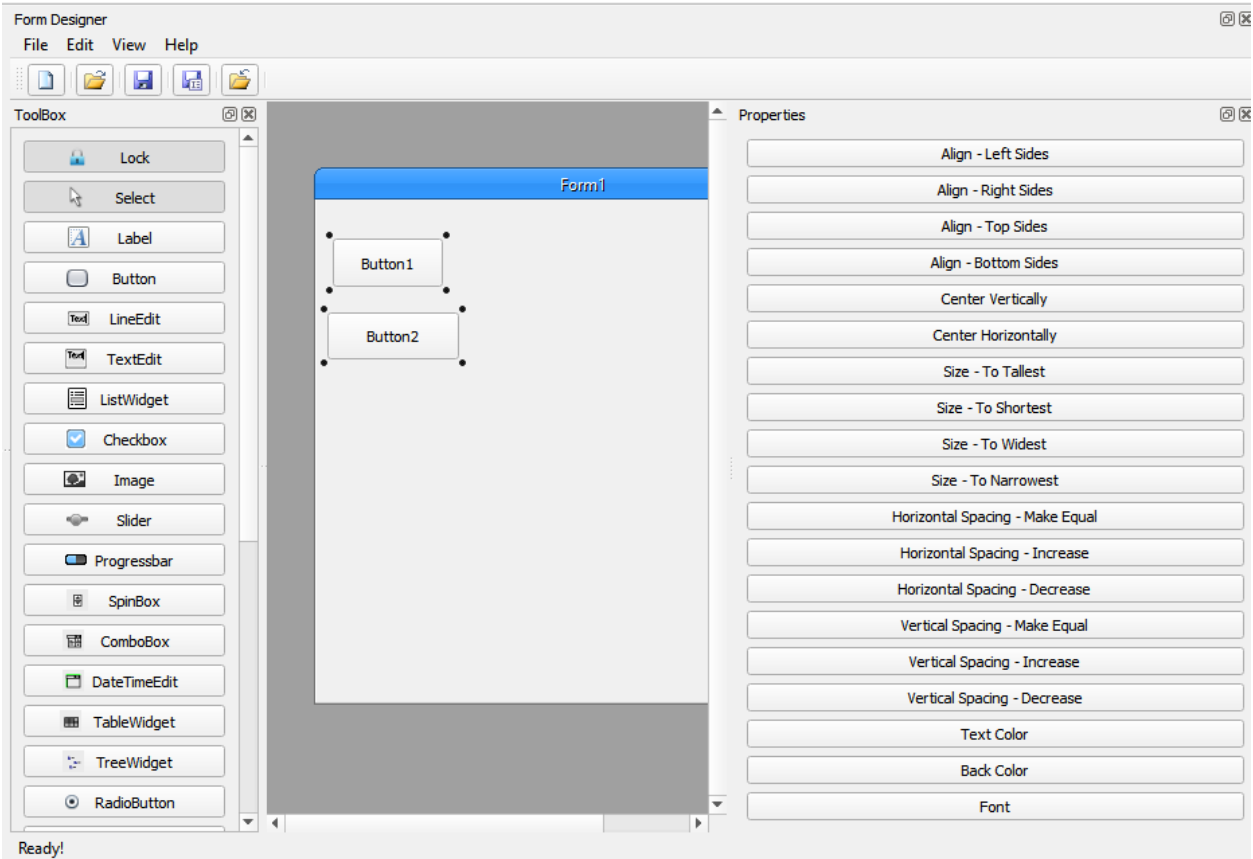 Form Designer
File Edit View Help
ToolBox
Properties
Lock
Select
Label
Button
LineEdit
TextEdit
ListWidget
Checkbox
Image
Slider
Progressbar
SpinBox
ComboBox
DateTimeEdit
TableWidget
TreeWidget
RadioButton
Form1
Button1
Button2
Align - Left Sides
Align - Right Sides
Align - Top Sides
Align - Bottom Sides
Center Vertically
Center Horizontally
Size - To Tallest
Size - To Shortest
Size - To Widest
Size - To Narrowest
Horizontal Spacing - Make Equal
Horizontal Spacing - Increase
Horizontal Spacing - Decrease
Vertical Spacing - Make Equal
Vertical Spacing - Increase
Vertical Spacing - Decrease
Text Color
Back Color
Font
Ready!